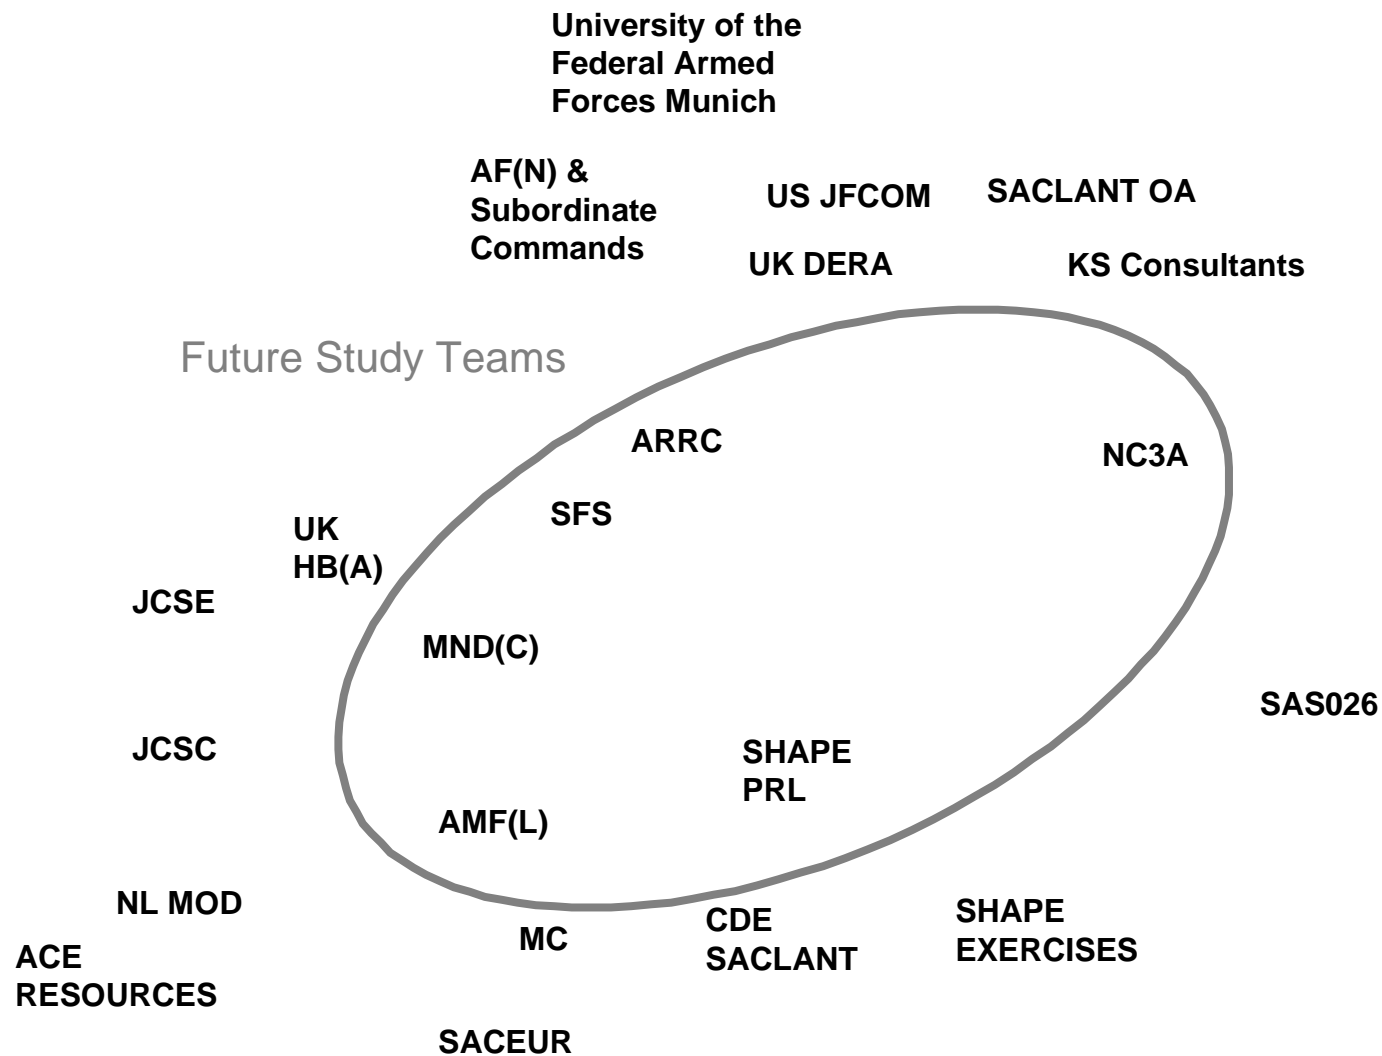 University of the
Federal Armed
Forces Munich
AF(N) &
Subordinate
Commands
US JFCOM
SACLANT OA
UK DERA
KS Consultants
Future Study Teams
ARRC
NC3A
SFS
UK
HB(A)
JCSE
MND(C)
SAS026
JCSC
SHAPE
PRL
AMF(L)
NL MOD
MC
CDE
SACLANT
SHAPE
EXERCISES
ACE
RESOURCES
SACEUR